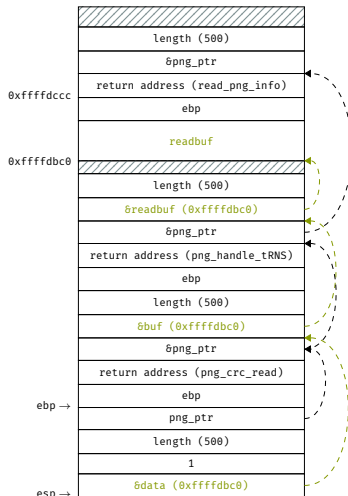 length (500)
&png_ptr
return address (read_png_info)
0xffffdccc
ebp
readbuf
0xffffdbc0
length (500)
&readbuf (0xffffdbc0)
&png_ptr
return address (png_handle_tRNS)
ebp
length (500)
&buf (0xffffdbc0)
&png_ptr
return address (png_crc_read)
ebp →
ebp
png_ptr
length (500)
1
&data (0xffffdbc0)
esp →